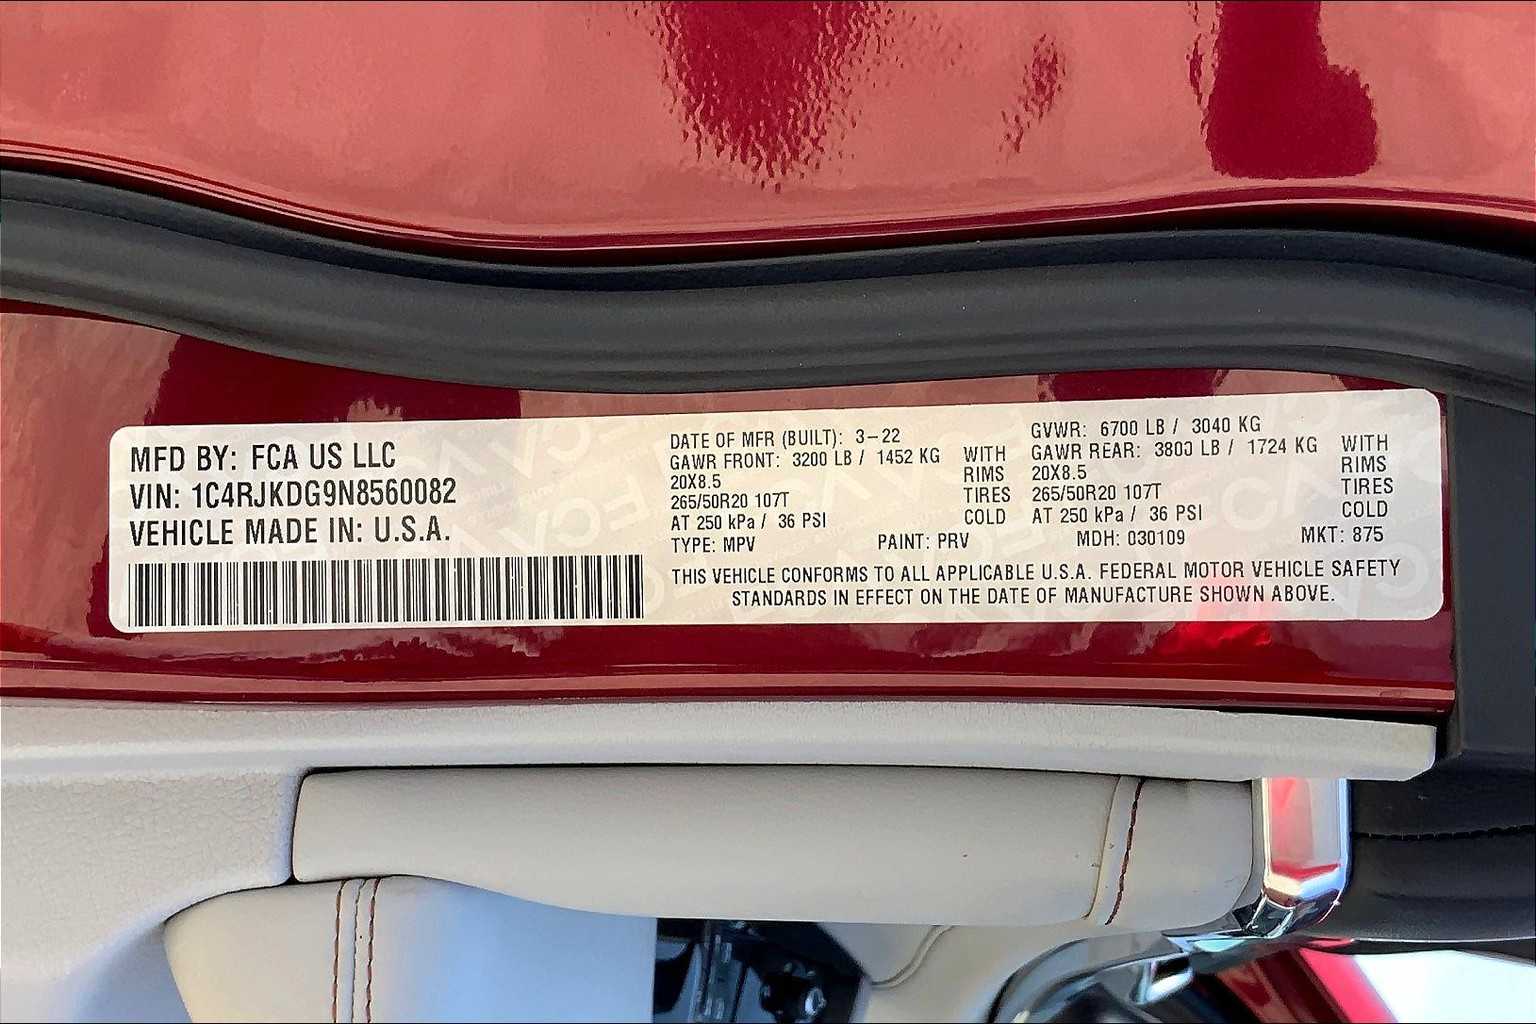 MFD BY: FCA US LLC
VIN: 1C4RJKDG9N8560082
VEHICLE MADE IN: U.S.A.
DATE OF MFR (BUILT): 3-22
GAWR FRONT: 3200 LB / 1452 KG WITH
20X8.5 RIMS
265/50R20 107T TIRES
AT 250 kPa / 36 PSI COLD
GVWR: 6700 LB / 3040 KG
GAWR REAR: 3800 LB / 1724 KG WITH
20X8.5 RIMS
265/50R20 107T TIRES
AT 250 kPa / 36 PSI COLD
TYPE: MPV PAINT: PRV MDH: 030109 MKT: 875
THIS VEHICLE CONFORMS TO ALL APPLICABLE U.S.A. FEDERAL MOTOR VEHICLE SAFETY
STANDARDS IN EFFECT ON THE DATE OF MANUFACTURE SHOWN ABOVE.